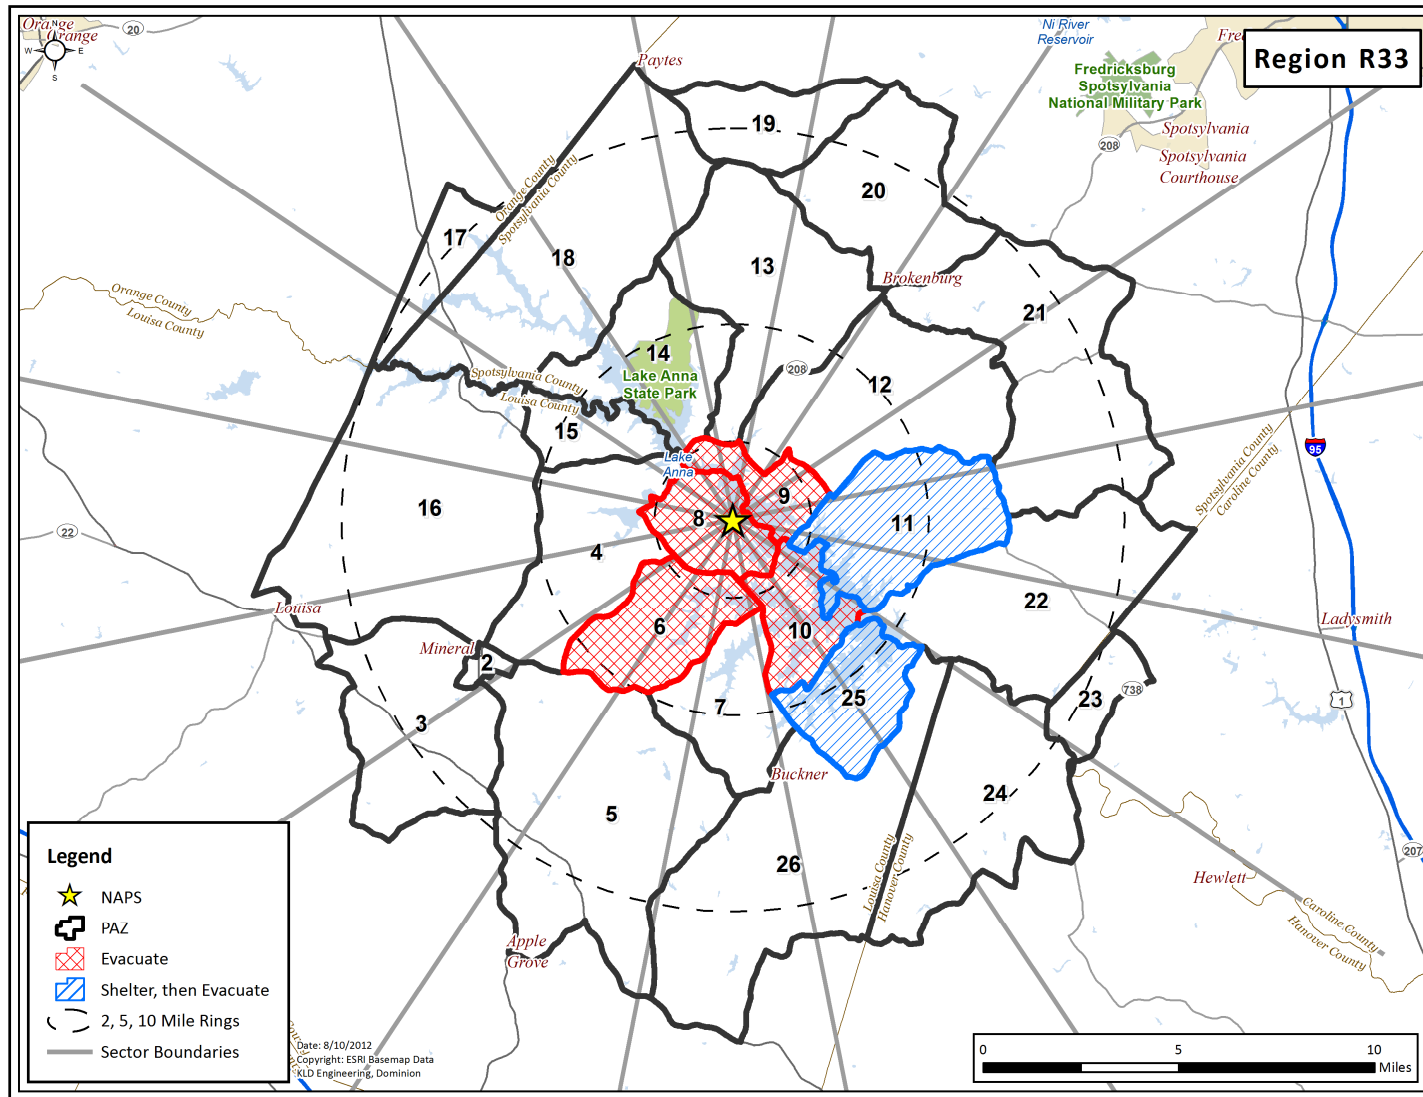 Orange
Orange
N
W
E
S
20
Paytes
Ni River
Reservoir
Region R33
Fredricksburg
Spotsylvania
National Military Park
208
Spotsylvania
Spotsylvania
Courthouse
19
20
Orange County
Spotsylvania County
17
18
13
Brokenburg
21
Orange County
Louisa County
14
Lake Anna
State Park
208
12
Spotsylvania County
Louisa County
15
Lake
Anna
Spotsylvania County
Caroline County
95
16
9
8
11
22
4
Louisa
22
6
10
Ladysmith
Mineral
2
25
23
738
1
3
7
Buckner
5
24
26
Louisa County
Hanover County
207
Hewlett
Caroline County
Hanover County
Apple
Grove
Legend
NAPS
PAZ
Evacuate
Shelter, then Evacuate
2, 5, 10 Mile Rings
Sector Boundaries
Date: 8/10/2012
Copyright: ESRI Basemap Data
KLD Engineering, Dominion
0
5
10
Miles